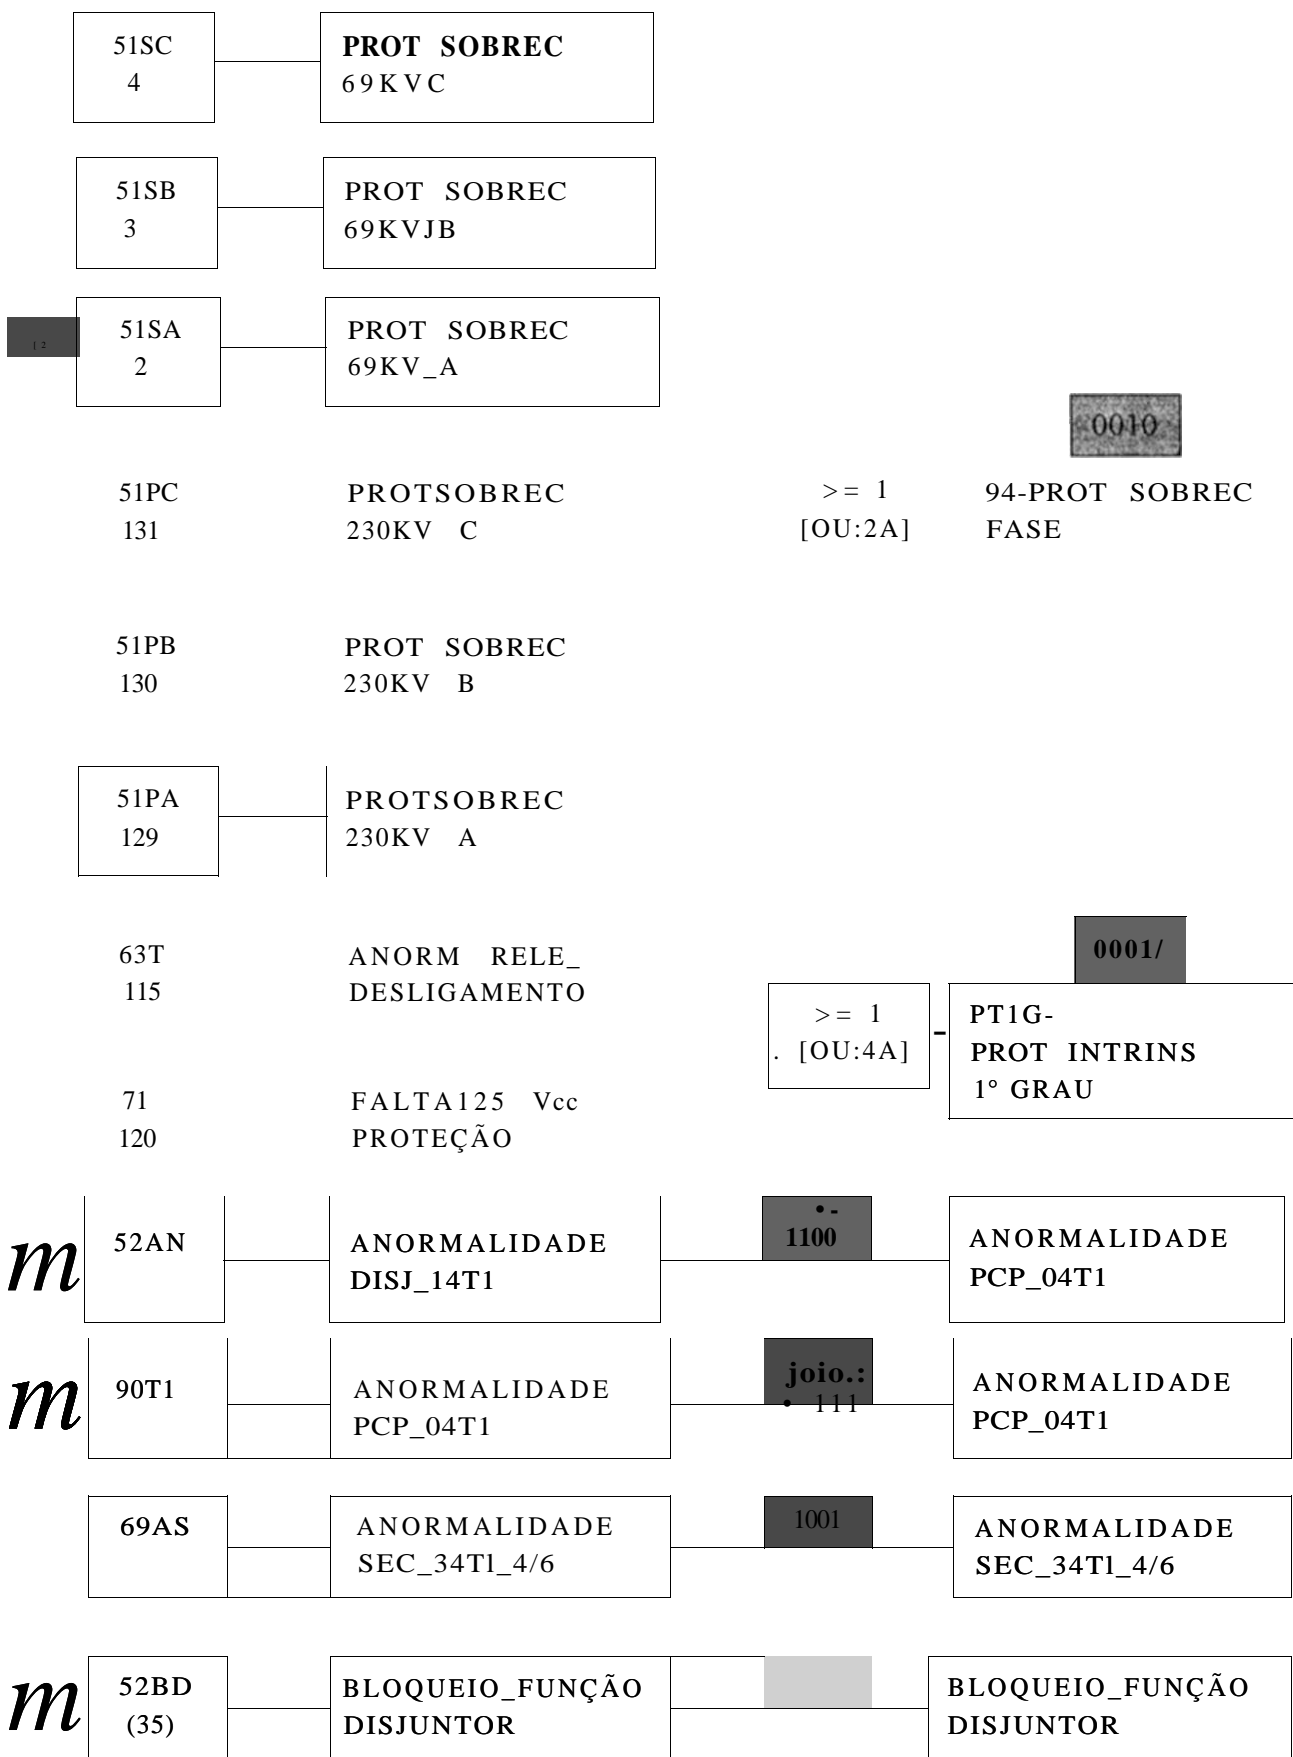 51SC PROT SOBREC
4 69KVC
51SB PROT SOBREC
3 69KVJB
51SA PROT SOBREC
[ 2 2 69KV_A
0010
51PC PROTSOBREC >= 1 94-PROT SOBREC
131 230KV C [OU:2A] FASE
51PB PROT SOBREC
130 230KV B
51PA PROTSOBREC
129 230KV A
0001/
63T ANORM RELE_
115 DESLIGAMENTO
>= 1 PT1G-
. [OU:4A] - PROT INTRINS
1° GRAU
71 FALTA125 Vcc
120 PROTEÇÃO
•-
m 52AN ANORMALIDADE 1100 ANORMALIDADE
DISJ_14T1 PCP_04T1
m 90T1 ANORMALIDADE joio.: ANORMALIDADE
PCP_04T1 • 111 PCP_04T1
69AS ANORMALIDADE 1001 ANORMALIDADE
SEC_34Tl_4/6 SEC_34Tl_4/6
m 52BD BLOQUEIO_FUNÇÃO BLOQUEIO_FUNÇÃO
(35) DISJUNTOR DISJUNTOR